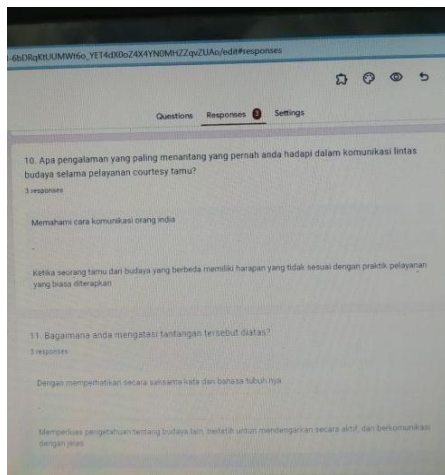 -6bDRqKtUUMWt6o_YET4dX0oZ4X4YN0MHZZqvZUAo/edit#responses
Questions Responses 3 Settings
10. Apa pengalaman yang paling menantang yang pernah anda hadapi dalam komunikasi lintas
budaya selama pelayanan courtesy tamu?
3 responses
Memahami cara komunikasi orang india
-
Ketika seorang tamu dari budaya yang berbeda memiliki harapan yang tidak sesuai dengan praktik pelayanan
yang biasa diterapkan
11. Bagaimana anda mengatasi tantangan tersebut diatas?
3 responses
Dengan memperhatikan secara saksama kata dan bahasa tubuh nya
Memperluas pengetahuan tentang budaya lain, berlatih untuk mendengarkan secara aktif, dan berkomunikasi
dengan jelas